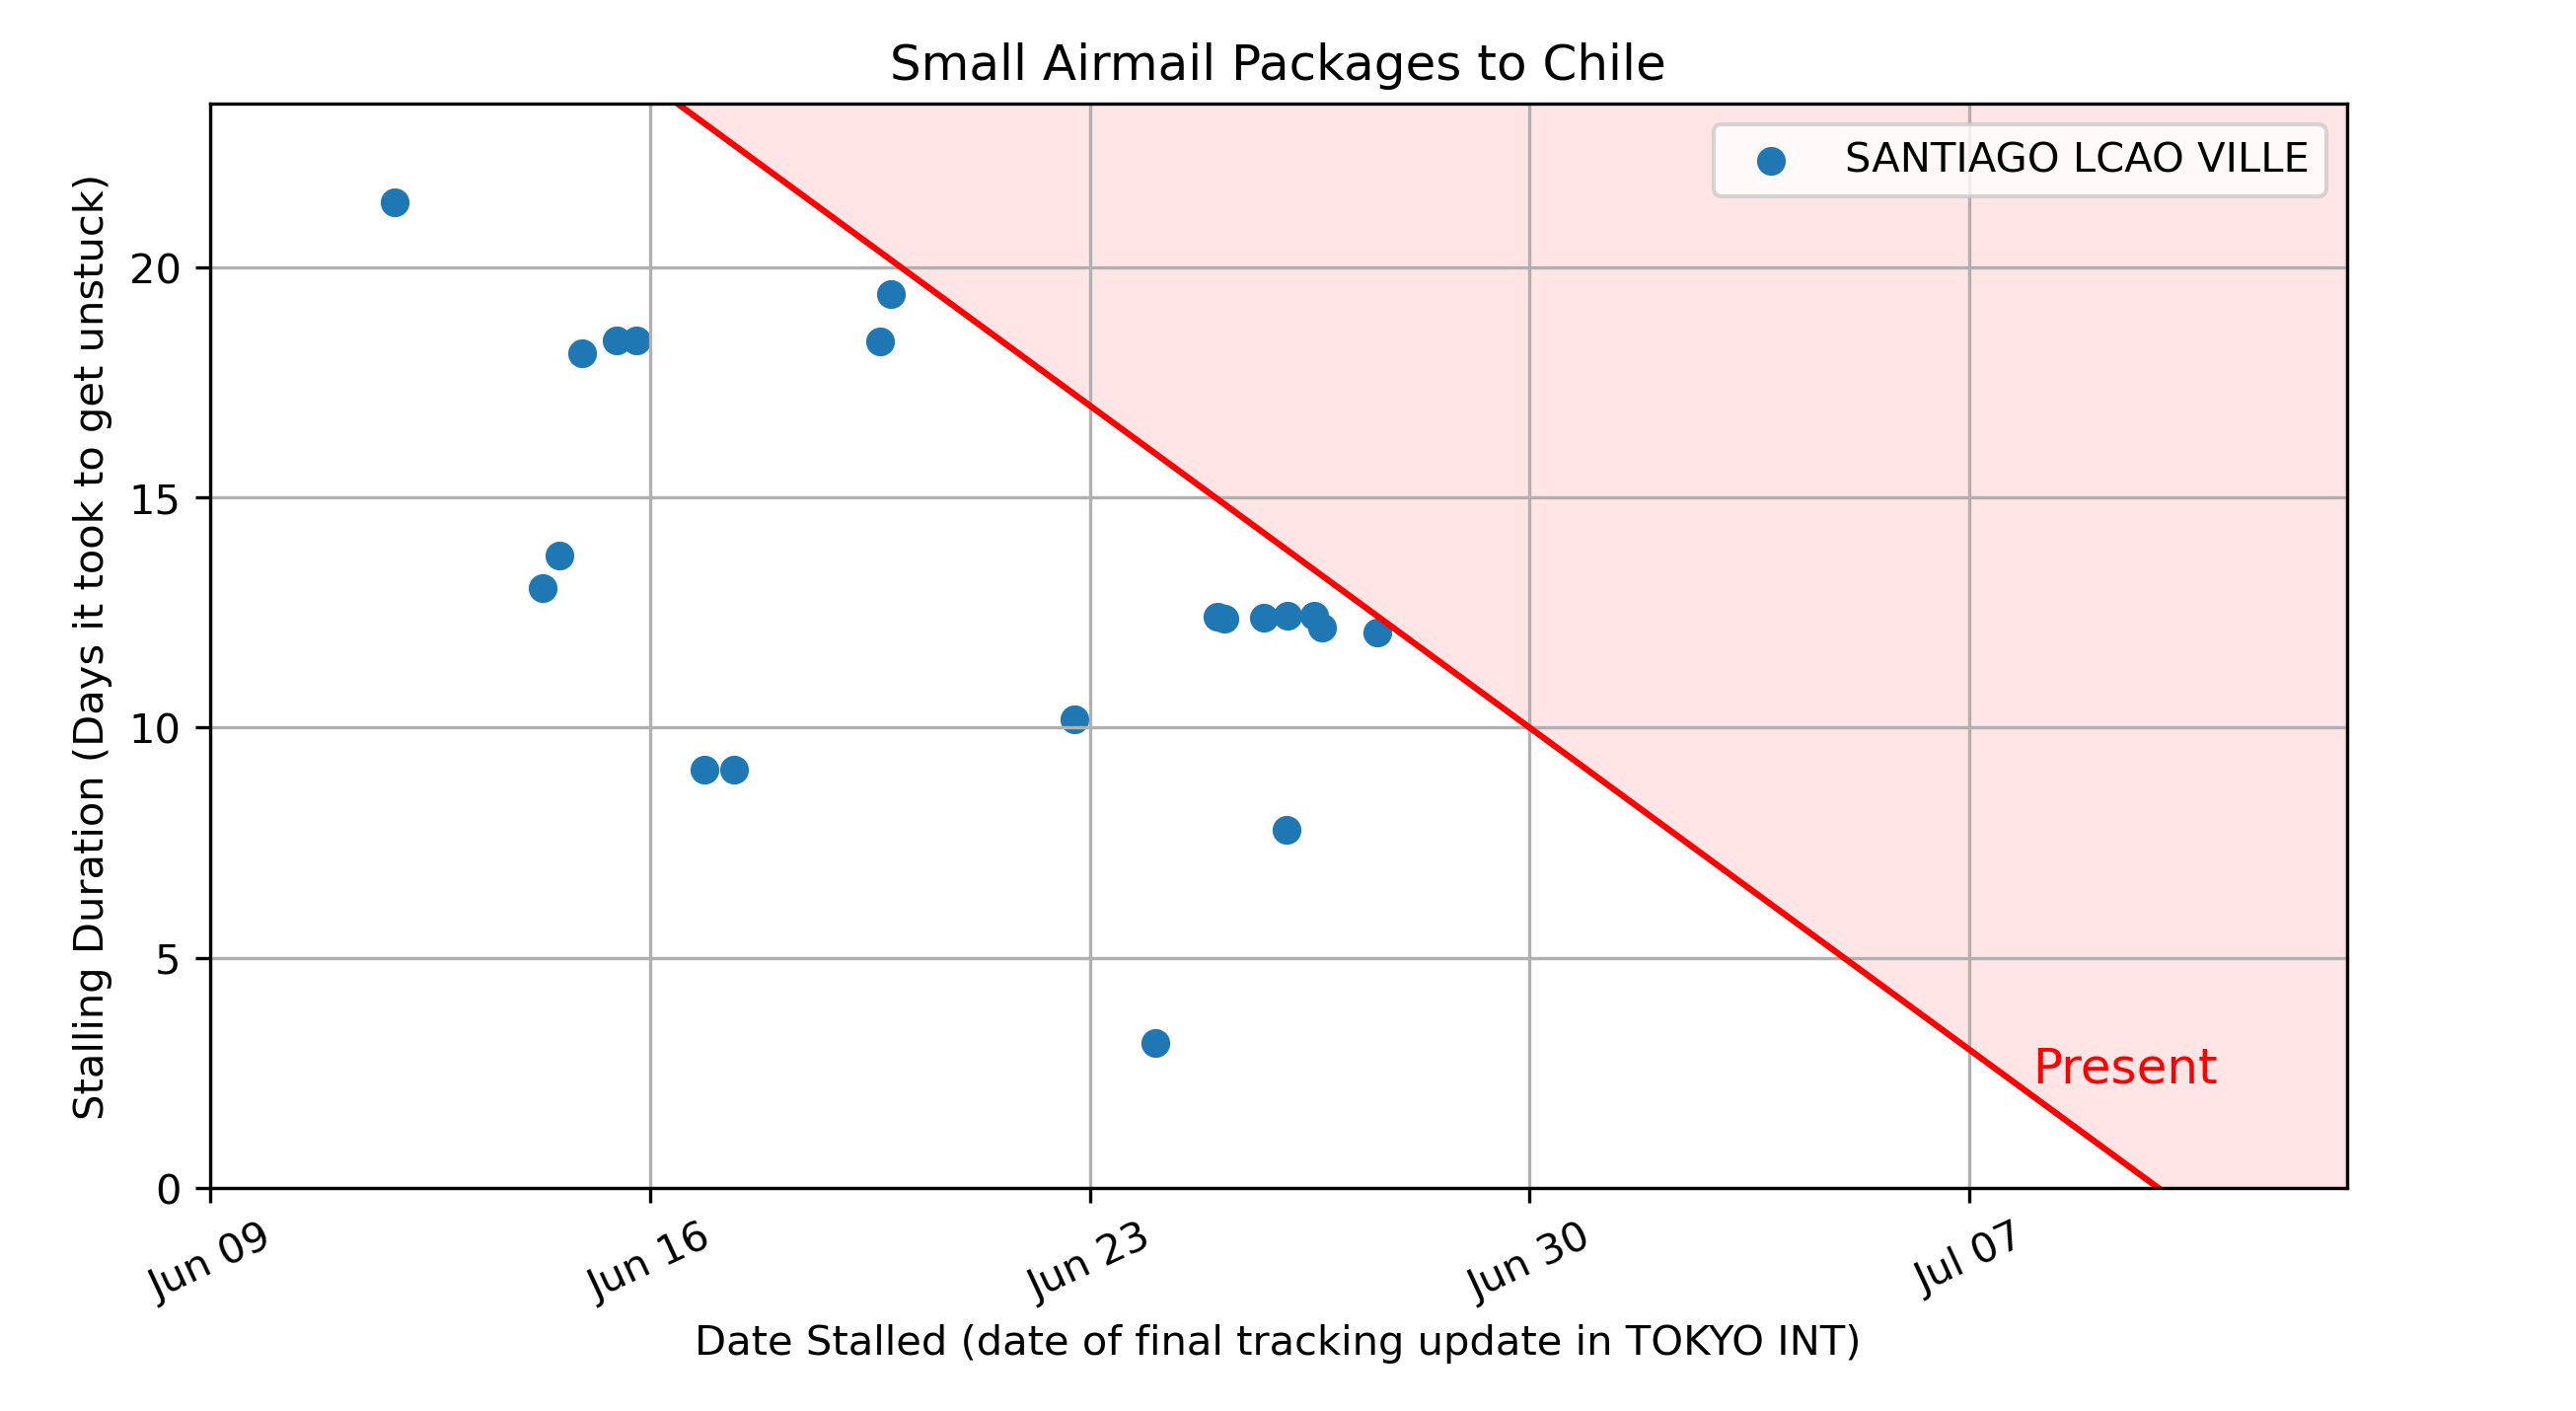 Small Airmail Packages to Chile
SANTIAGO LCAO VILLE
Stalling Duration (Days it took to get unstuck)
20
15
10
5
0
Present
Jun 09
Jun 16
Jun 23
Jun 30
Jul 07
Date Stalled (date of final tracking update in TOKYO INT)